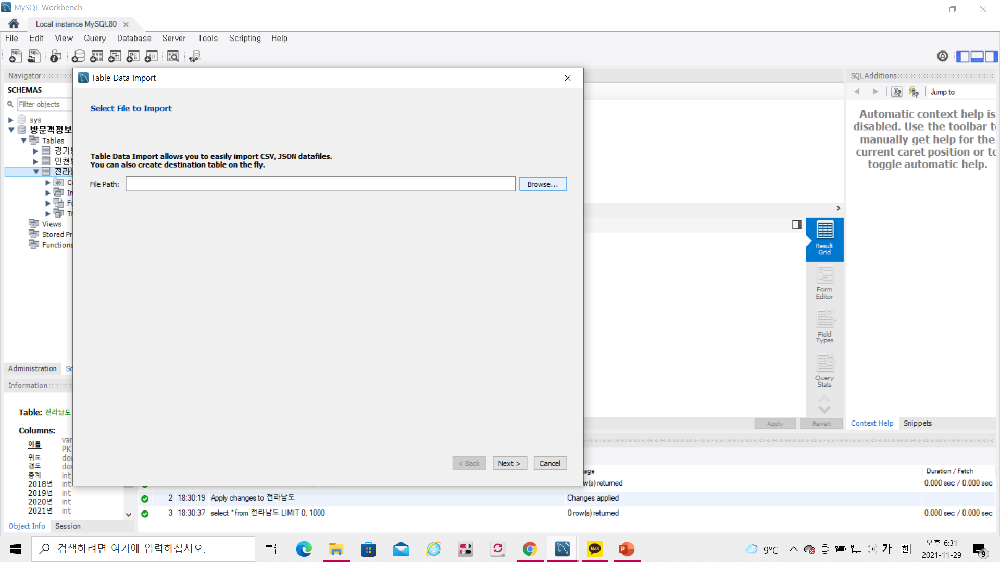 MySQL Workbench
Local instance MySQL80
File Edit View Query Database Server Tools Scripting Help
Navigator
SCHEMAS
Filter objects
sys
방문객정보
Tables
경기
인천
전라남
Views
Stored Pr
Functions
Administration
Information
Table: 전라남도
Columns:
이름
PK
위도
경도
총계 int
2018년 int
2019년 int
2020년 int
2021년 int
Object Info Session
Table Data Import
Select File to Import
Table Data Import allows you to easily import CSV, JSON datafiles.
You can also create destination table on the fly.
File Path: Browse...
< Back Next > Cancel
Result
Grid
Form
Editor
Field
Types
Query
Stats
Apply Revert
SQLAdditions
Jump to
Automatic context help is
disabled. Use the toolbar to
manually get help for the
current caret position or to
toggle automatic help.
Context Help Snippets
Duration / Fetch
row(s) returned 0.000 sec / 0.000 sec
2 18:30:19 Apply changes to 전라남도 Changes applied
3 18:30:37 select * from 전라남도 LIMIT 0, 1000 0 row(s) returned 0.000 sec / 0.000 sec
검색하려면 여기에 입력하십시오.
TALK
9°C
가
한
오후 6:31
2021-11-29
9